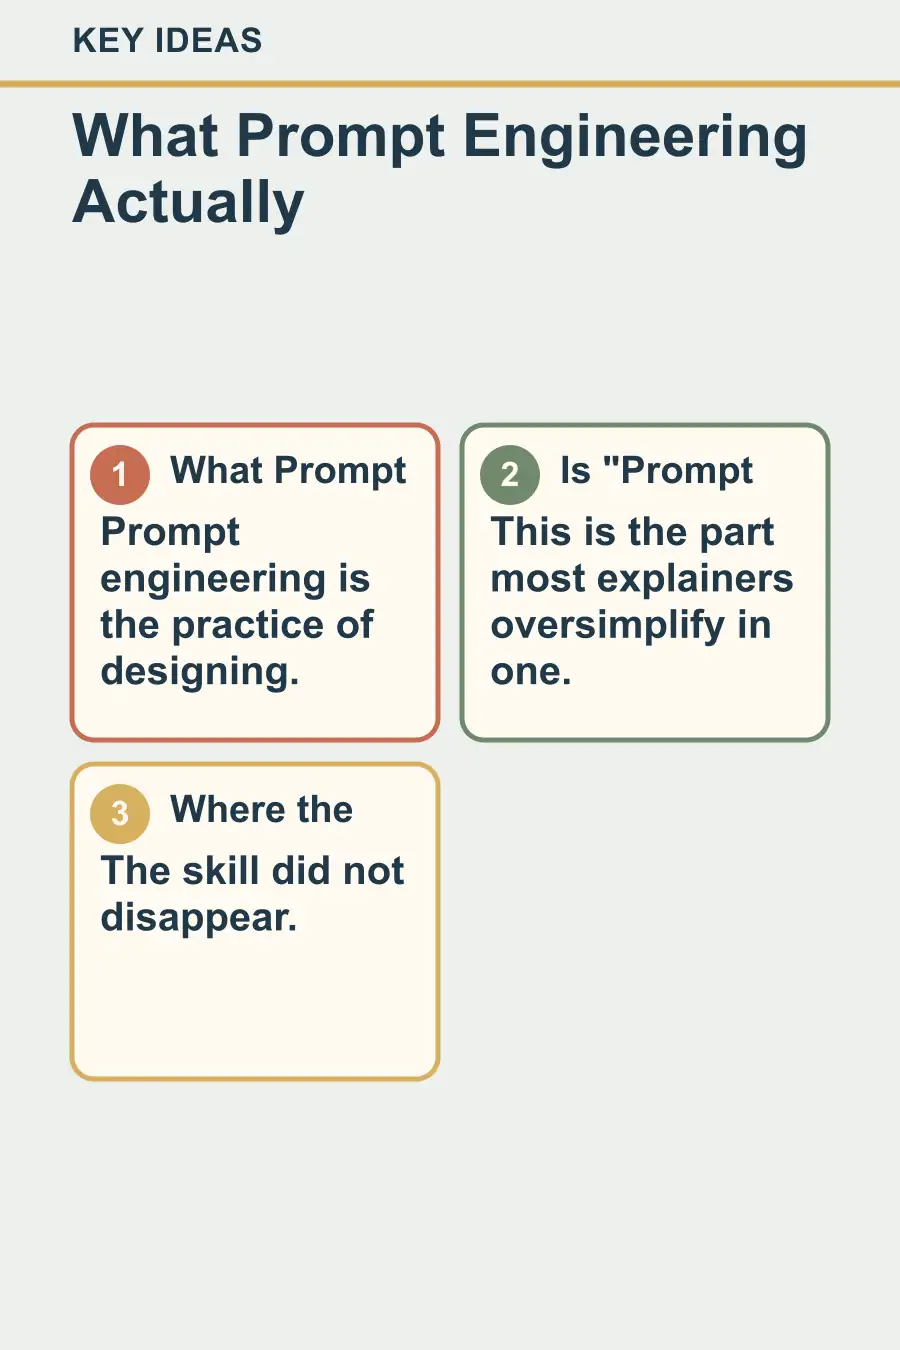 KEY IDEAS
What Prompt Engineering
Actually
1 What Prompt
Prompt
engineering is
the practice of
designing.
2 Is "Prompt
This is the part
most explainers
oversimplify in
one.
3 Where the
The skill did not
disappear.